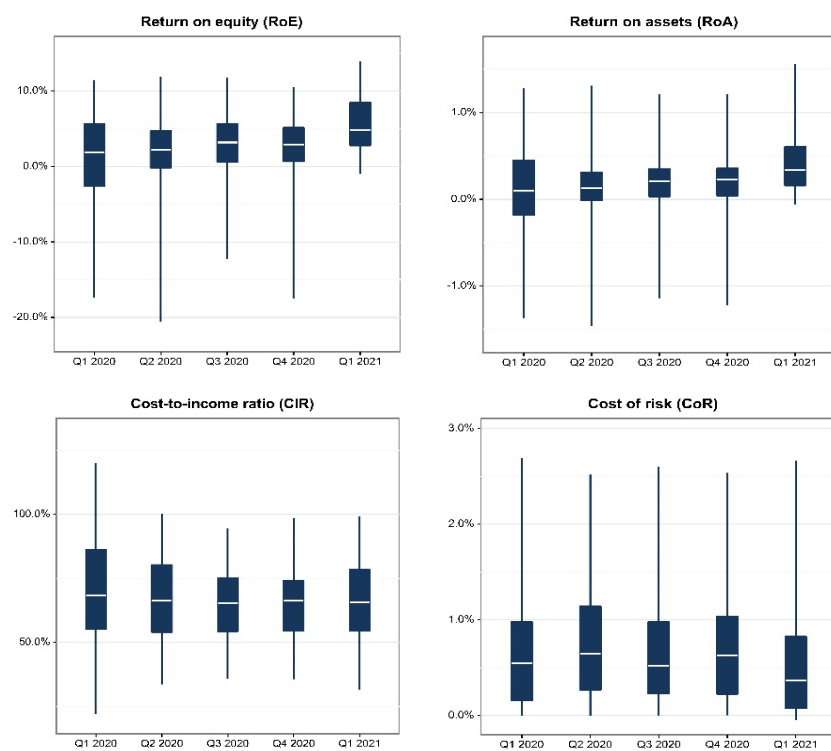 Return on equity (RoE)
10.0%
0.0%
-10.0%
-20.0%
Q1 2020 Q2 2020 Q3 2020 Q4 2020 Q1 2021
Return on assets (RoA)
1.0%
0.0%
-1.0%
Q1 2020 Q2 2020 Q3 2020 Q4 2020 Q1 2021
Cost-to-income ratio (CIR)
100.0%
50.0%
Q1 2020 Q2 2020 Q3 2020 Q4 2020 Q1 2021
Cost of risk (CoR)
3.0%
2.0%
1.0%
0.0%
Q1 2020 Q2 2020 Q3 2020 Q4 2020 Q1 2021